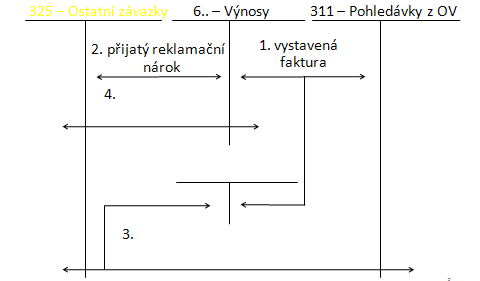 325 – Ostatní závazky 6.. – Výnosy 311 – Pohledávky z OV
2. přijatý reklamační
nárok
1. vystavená
faktura
4.
3.